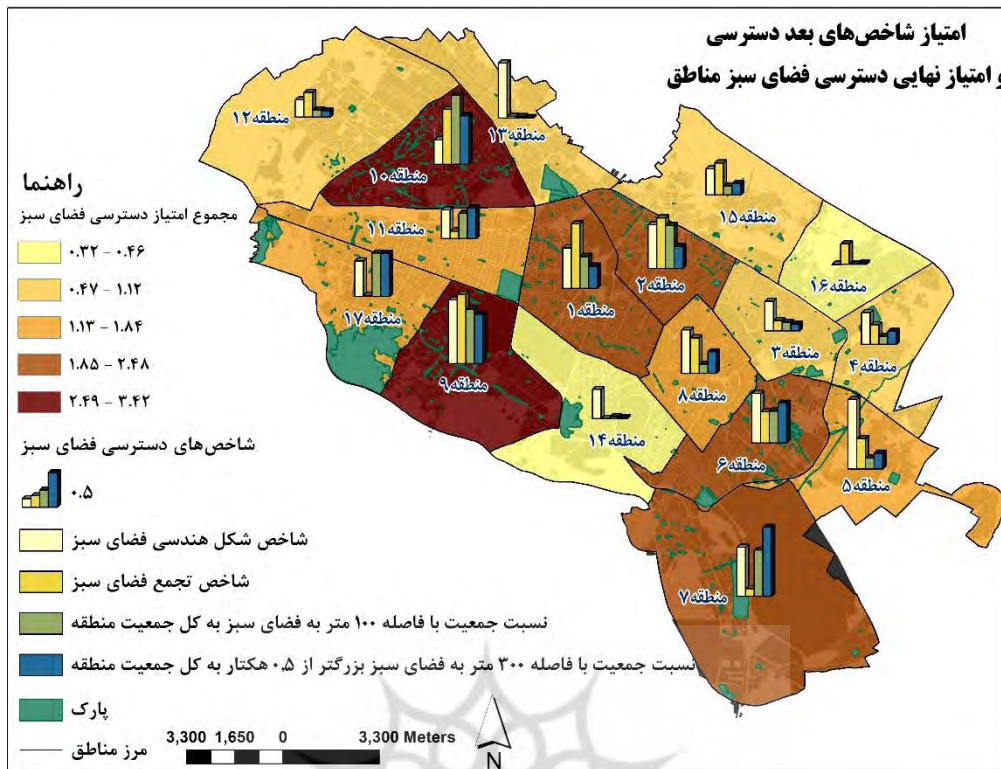 امتیاز شاخص‌های بعد دسترسی
و امتیاز نهایی دسترسی فضای سبز مناطق
منطقه۱۲
منطقه۱۳
منطقه۱۰
منطقه۱۵
منطقه۱۱
منطقه۱۶
منطقه۲
منطقه۱
منطقه۱۷
منطقه۳
منطقه۴
منطقه۹
منطقه۸
منطقه۱۴
منطقه۶
منطقه۵
منطقه۷
راهنما
مجموع امتیاز دسترسی فضای سبز
۰.۳۲ - ۰.۴۶
۰.۴۷ - ۱.۱۲
۱.۱۳ - ۱.۸۴
۱.۸۵ - ۲.۴۸
۲.۴۹ - ۳.۴۲
شاخص‌های دسترسی فضای سبز
۰.۵
شاخص شکل هندسی فضای سبز
شاخص تجمع فضای سبز
نسبت جمعیت با فاصله ۱۰۰ متر به فضای سبز به کل جمعیت منطقه
نسبت جمعیت با فاصله ۳۰۰ متر به فضای سبز بزرگتر از ۰.۵ هکتار به کل جمعیت منطقه
پارک
مرز مناطق
3,300 1,650 0 3,300 Meters
N